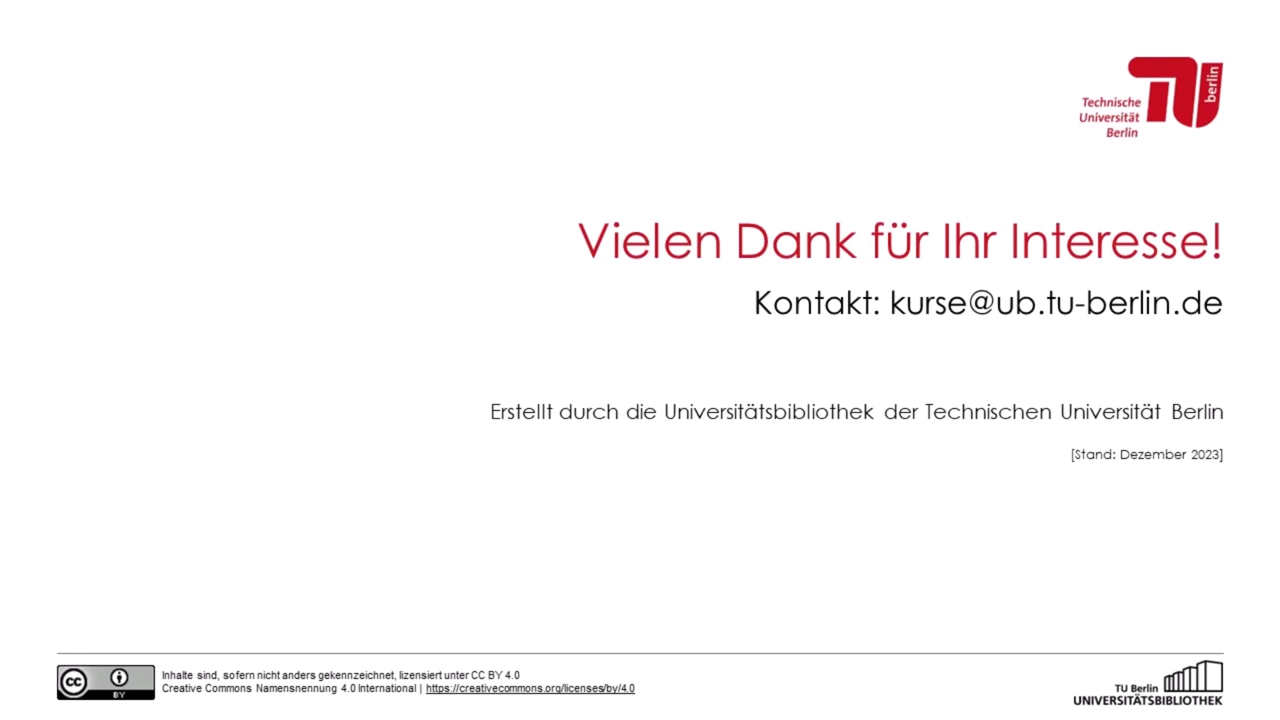 Technische
Universität
Berlin
berlin
Vielen Dank für Ihr Interesse!
Kontakt: kurse@ub.tu-berlin.de
Erstellt durch die Universitätsbibliothek der Technischen Universität Berlin
[Stand: Dezember 2023]
cc
BY
Inhalte sind, sofern nicht anders gekennzeichnet, lizensiert unter CC BY 4.0
Creative Commons Namensnennung 4.0 International | https://creativecommons.org/licenses/by/4.0
TU Berlin
UNIVERSITÄTSBIBLIOTHEK